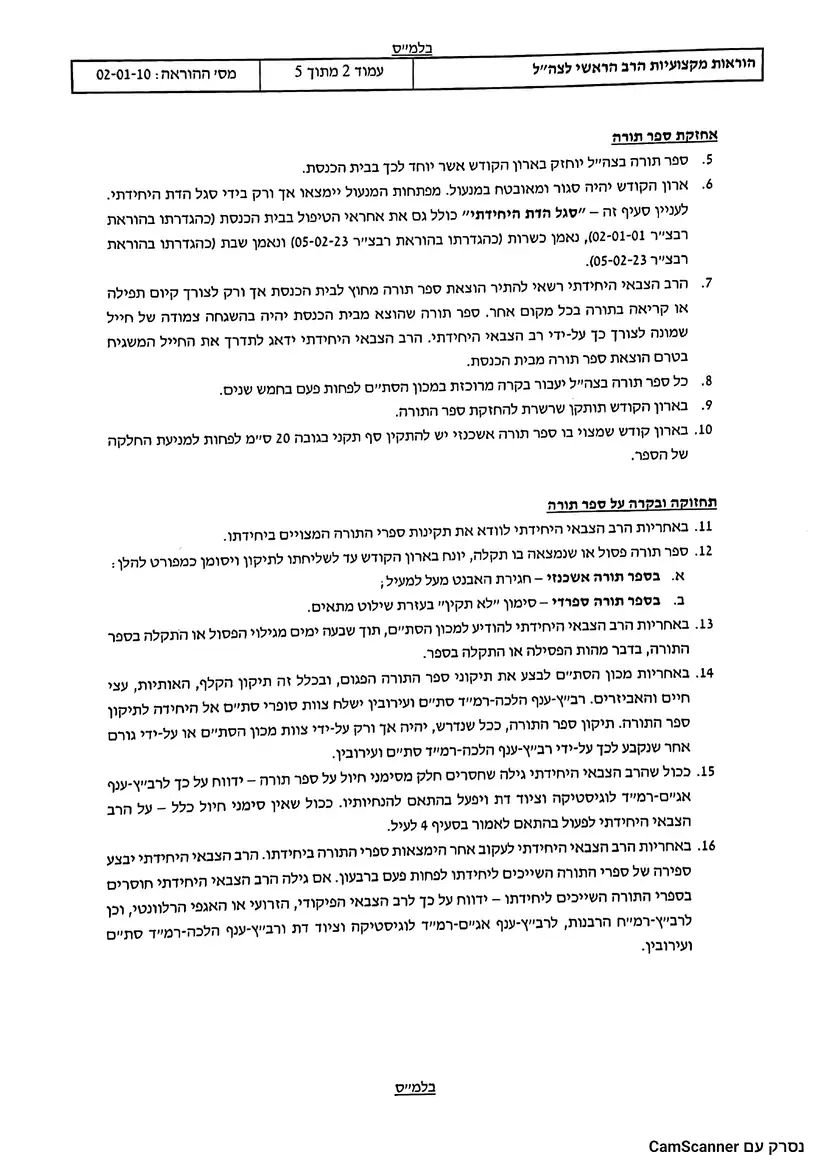 בלמ״ס
הוראות מקצועיות הרב הראשי לצה״ל
עמוד 2 מתוך 5
מס׳ ההוראה: 02-01-10
אחזקת ספר תורה
5. ספר תורה בצה״ל יוחזק בארון הקודש אשר יוחד לכך בבית הכנסת.
6. ארון הקודש יהיה סגור ומאובטח במנעול. מפתחות המנעול יימצאו אך ורק בידי סגל הדת היחידתי.
לעניין סעיף זה – ״סגל הדת היחידתי״ כולל גם את אחראי הטיפול בבית הכנסת (כהגדרתו בהוראת
רבצ״ר 02-01-01), נאמן כשרות (כהגדרתו בהוראת רבצ״ר 05-02-23) ונאמן שבת (כהגדרתו בהוראת
רבצ״ר 05-02-23).
7. הרב הצבאי היחידתי רשאי להתיר הוצאת ספר תורה מחוץ לבית הכנסת אך ורק לצורך קיום תפילה
או קריאה בתורה בכל מקום אחר. ספר תורה שהוצא מבית הכנסת יהיה בהשגחה צמודה של חייל
שמונה לצורך כך על-ידי רב הצבאי היחידתי. הרב הצבאי היחידתי ידאג לתדרך את החייל המשגיח
בטרם הוצאת ספר תורה מבית הכנסת.
8. כל ספר תורה בצה״ל יעבור בקרה מרוכזת במכון הסת״ם לפחות פעם בחמש שנים.
9. בארון הקודש תותקן שרשרת להחזקת ספר התורה.
10. בארון קודש שמצוי בו ספר תורה אשכנזי יש להתקין סף תקני בגובה 20 ס״מ לפחות למניעת החלקה
של הספר.
תחזוקה ובקרה על ספר תורה
11. באחריות הרב הצבאי היחידתי לוודא את תקינות ספרי התורה המצויים ביחידתו.
12. ספר תורה פסול או שנמצאה בו תקלה, יונח בארון הקודש עד לשליחתו לתיקון ויסומן כמפורט להלן:
א. בספר תורה אשכנזי – חגירת האבנט מעל למעיל;
ב. בספר תורה ספרדי – סימון ״לא תקין״ בעזרת שילוט מתאים.
13. באחריות הרב הצבאי היחידתי להודיע למכון הסת״ם, תוך שבעה ימים מגילוי הפסול או התקלה בספר
התורה, בדבר מהות הפסילה או התקלה בספר.
14. באחריות מכון הסת״ם לבצע את תיקוני ספר התורה הפגום, ובכלל זה תיקון הקלף, האותיות, עצי
חיים והאביזרים. רבי״ץ-ענף הלכה-רמ״ד סת״ם ועירובין ישלח צוות סופרי סת״ם אל היחידה לתיקון
ספר התורה. תיקון ספר התורה, ככל שנדרש, יהיה אך ורק על-ידי צוות מכון הסת״ם או על-ידי גורם
אחר שנקבע לכך על-ידי רבי״ץ-ענף הלכה-רמ״ד סת״ם ועירובין.
15. ככול שהרב הצבאי היחידתי גילה שחסרים חלק מסימני חיול על ספר תורה – ידווח על כך לרבי״ץ-ענף
אג״ם-רמ״ד לוגיסטיקה וציוד דת ויפעל בהתאם להנחיותיו. ככול שאין סימני חיול כלל – על הרב
הצבאי היחידתי לפעול בהתאם לאמור בסעיף 4 לעיל.
16. באחריות הרב הצבאי היחידתי לעקוב אחר הימצאות ספרי התורה ביחידתו. הרב הצבאי היחידתי יבצע
ספירה של ספרי התורה השייכים ליחידתו לפחות פעם ברבעון. אם גילה הרב הצבאי היחידתי חוסרים
בספרי התורה השייכים ליחידתו – ידווח על כך לרב הצבאי הפיקודי, הזרועי או האגפי הרלוונטי, וכן
לרבי״ץ-רמ״ח הרבנות, לרבי״ץ-ענף אג״ם-רמ״ד לוגיסטיקה וציוד דת ורבי״ץ-ענף הלכה-רמ״ד סת״ם
ועירובין.
בלמ״ס
נסרק עם CamScanner